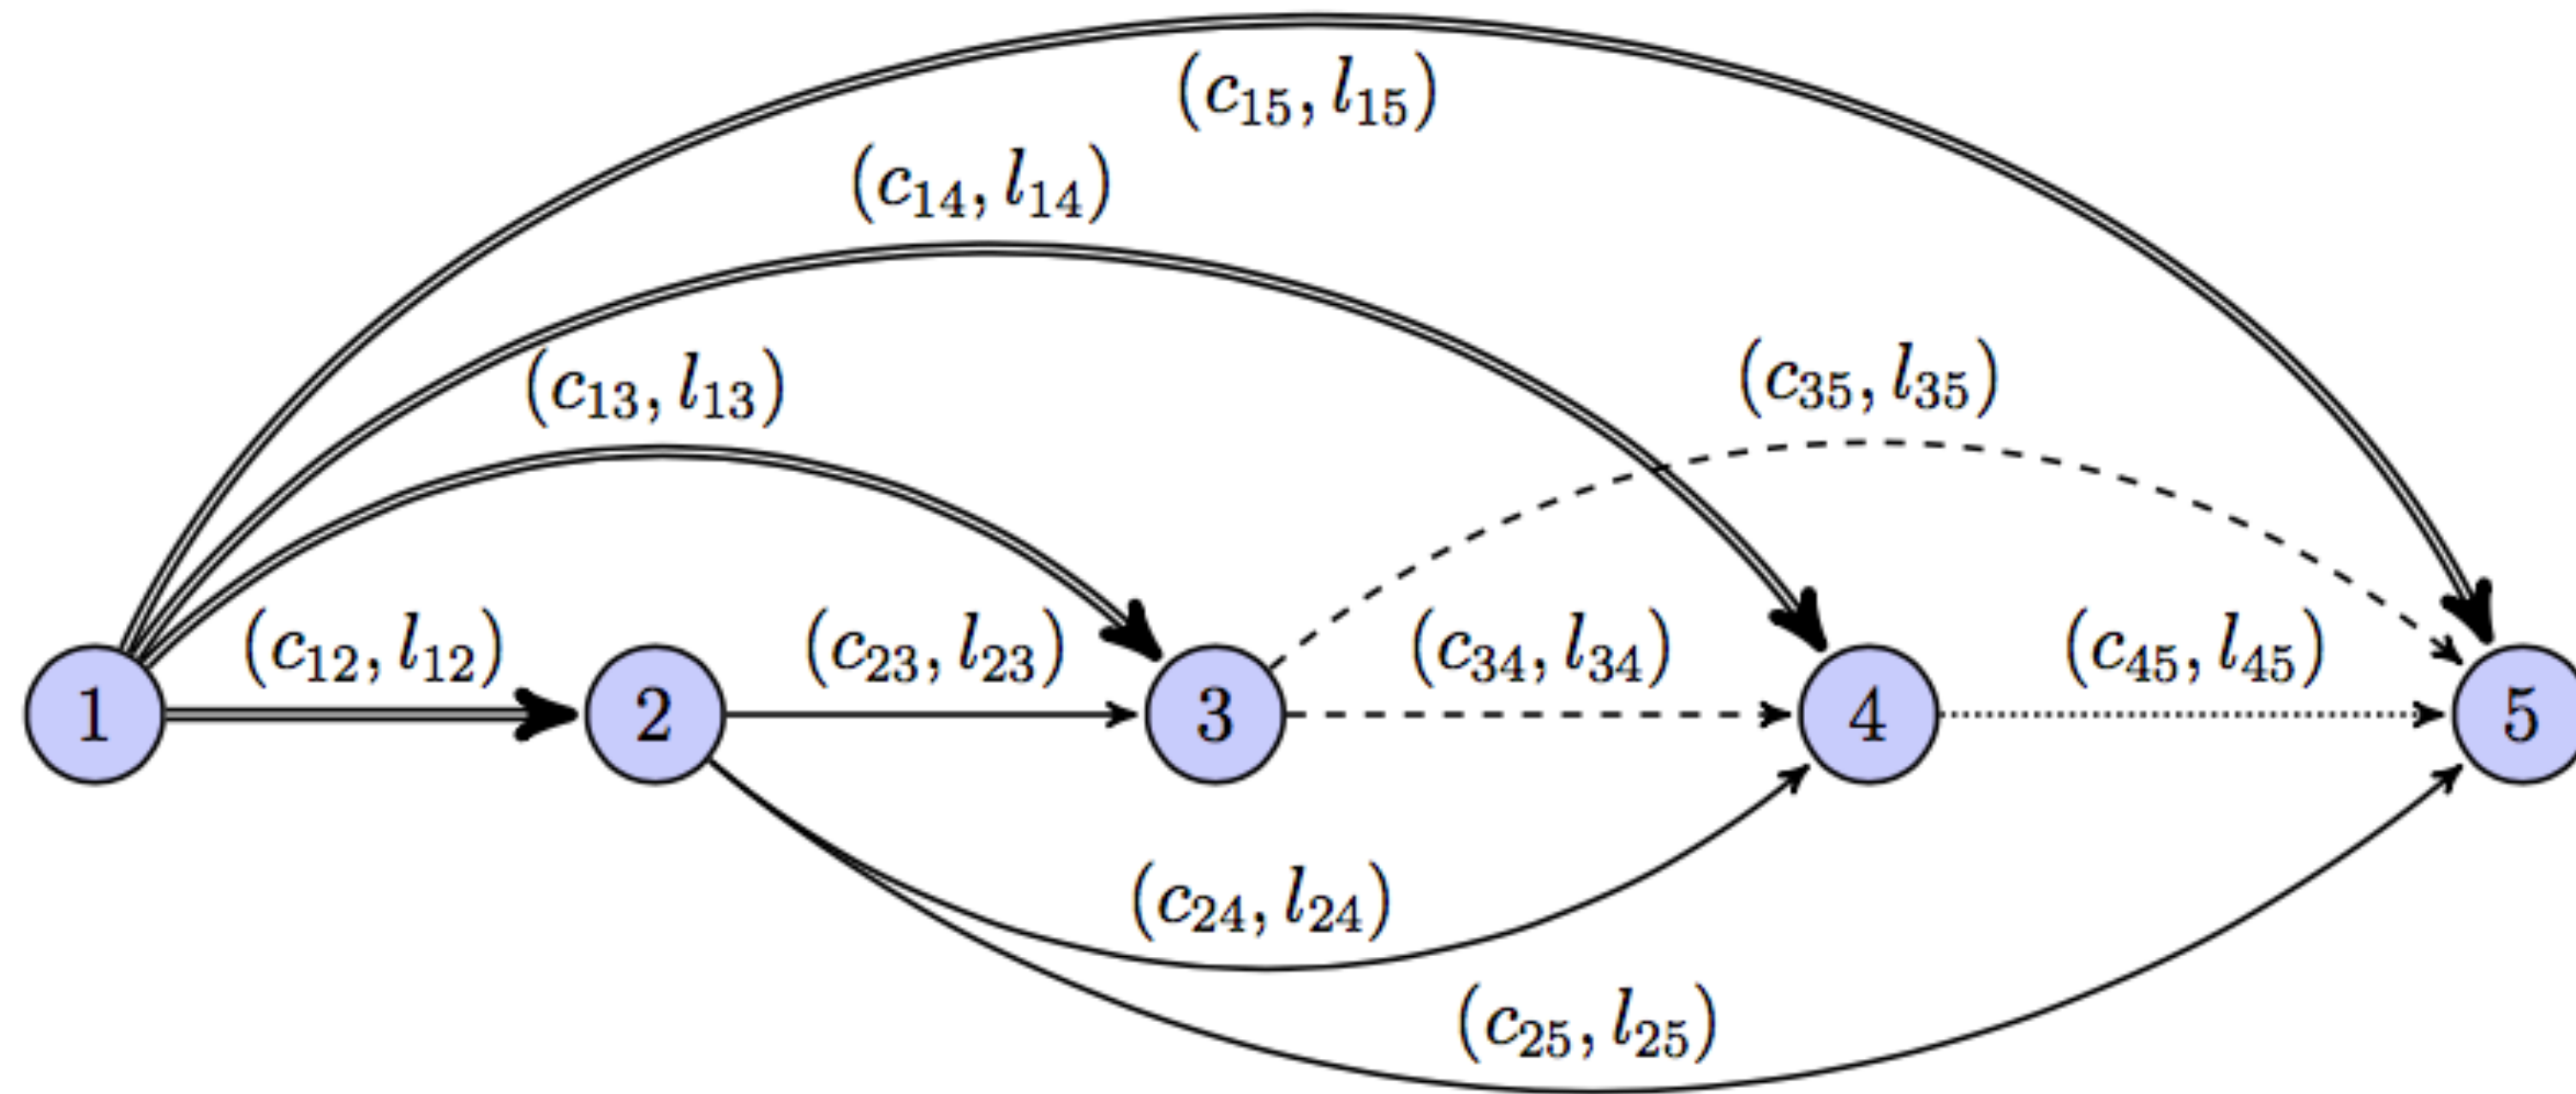 (c₁₅, l₁₅)
(c₁₄, l₁₄)
(c₁₃, l₁₃)
(c₃₅, l₃₅)
(c₁₂, l₁₂)
(c₂₃, l₂₃)
(c₃₄, l₃₄)
(c₄₅, l₄₅)
1
2
3
4
5
(c₂₄, l₂₄)
(c₂₅, l₂₅)